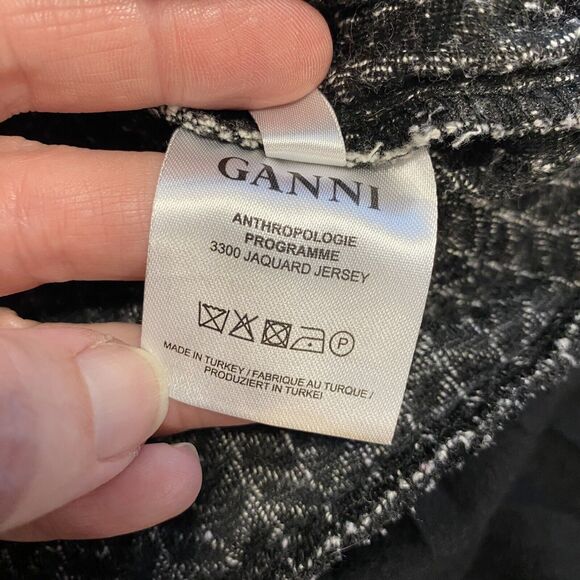 GANNI
ANTHROPOLOGIE
PROGRAMME
3300 JAQUARD JERSEY
P
MADE IN TURKEY / FABRIQUE AU TURQUE /
PRODUZIERT IN TURKEI